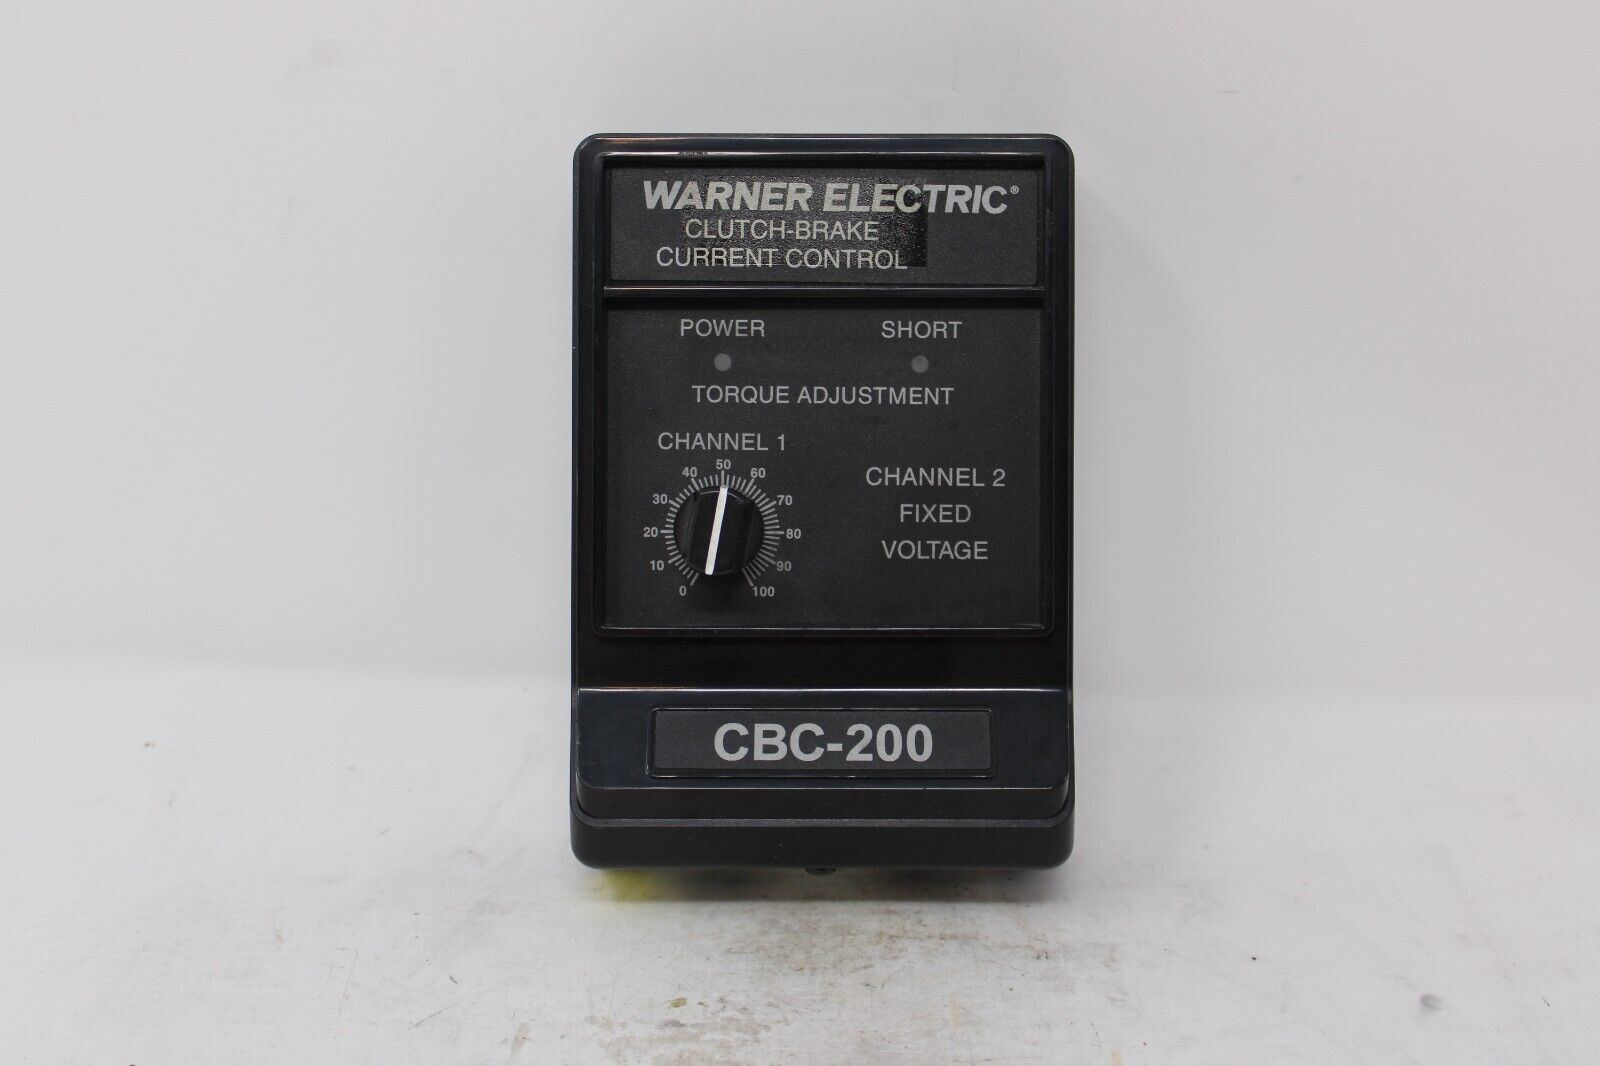 WARNER ELECTRIC®
CLUTCH-BRAKE
CURRENT CONTROL
POWER SHORT
TORQUE ADJUSTMENT
CHANNEL 1
0 10 20 30 40 50 60 70 80 90 100
CHANNEL 2
FIXED
VOLTAGE
CBC-200